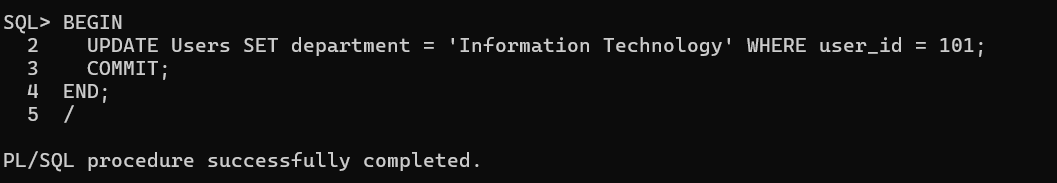 SQL> BEGIN
  2    UPDATE Users SET department = 'Information Technology' WHERE user_id = 101;
  3    COMMIT;
  4  END;
  5  /
PL/SQL procedure successfully completed.